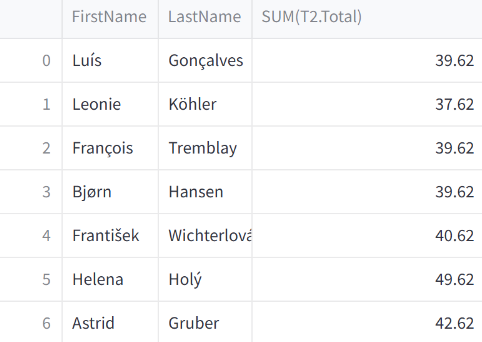 FirstName LastName SUM(T2.Total)
0 Luís Gonçalves 39.62
1 Leonie Köhler 37.62
2 François Tremblay 39.62
3 Bjørn Hansen 39.62
4 František Wichterlová 40.62
5 Helena Holý 49.62
6 Astrid Gruber 42.62